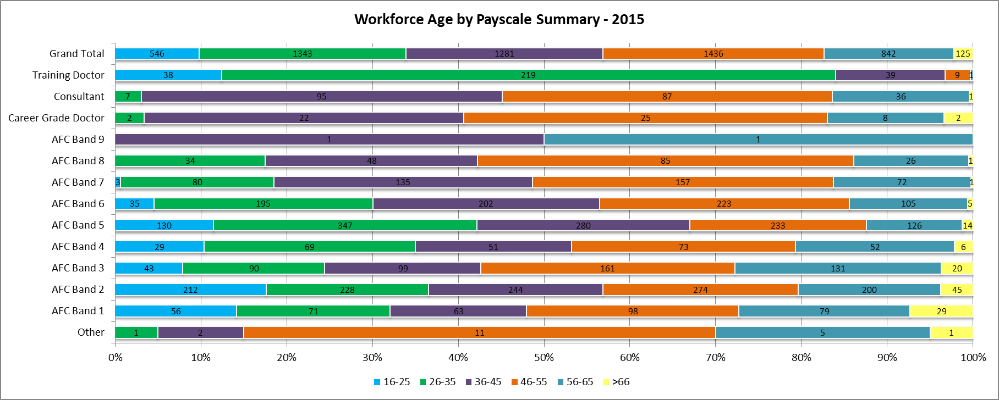 Workforce Age by Payscale Summary - 2015
Grand Total 546 1343 1281 1436 842 125
Training Doctor 38 219 39 9 1
Consultant 7 95 87 36 1
Career Grade Doctor 2 22 25 8 2
AFC Band 9 1 1
AFC Band 8 34 48 85 26 1
AFC Band 7 3 80 135 157 72 1
AFC Band 6 35 195 202 223 105 5
AFC Band 5 130 347 280 233 126 14
AFC Band 4 29 69 51 73 52 6
AFC Band 3 43 90 99 161 131 20
AFC Band 2 212 228 244 274 200 45
AFC Band 1 56 71 63 98 79 29
Other 1 2 11 5 1
0% 10% 20% 30% 40% 50% 60% 70% 80% 90% 100%
16-25 26-35 36-45 46-55 56-65 >66